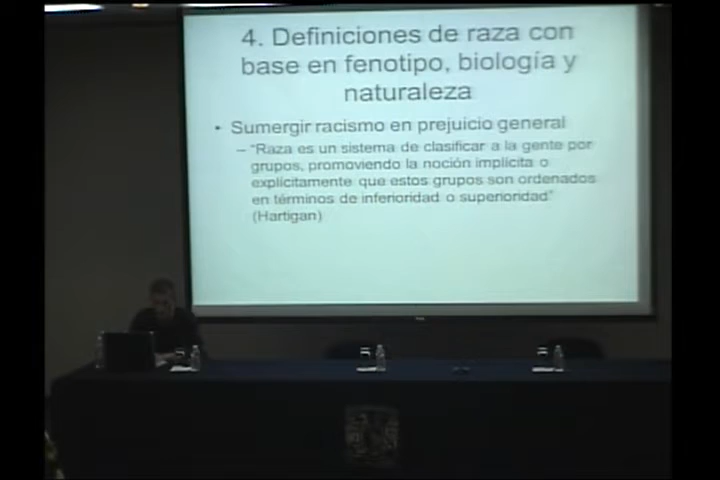 4. Definiciones de raza con
base en fenotipo, biología y
naturaleza
• Sumergir racismo en prejuicio general
– "Raza es un sistema de clasificar a la gente por
grupos, promoviendo la noción implícita o
explícitamente que estos grupos son ordenados
en términos de inferioridad o superioridad"
(Hartigan)